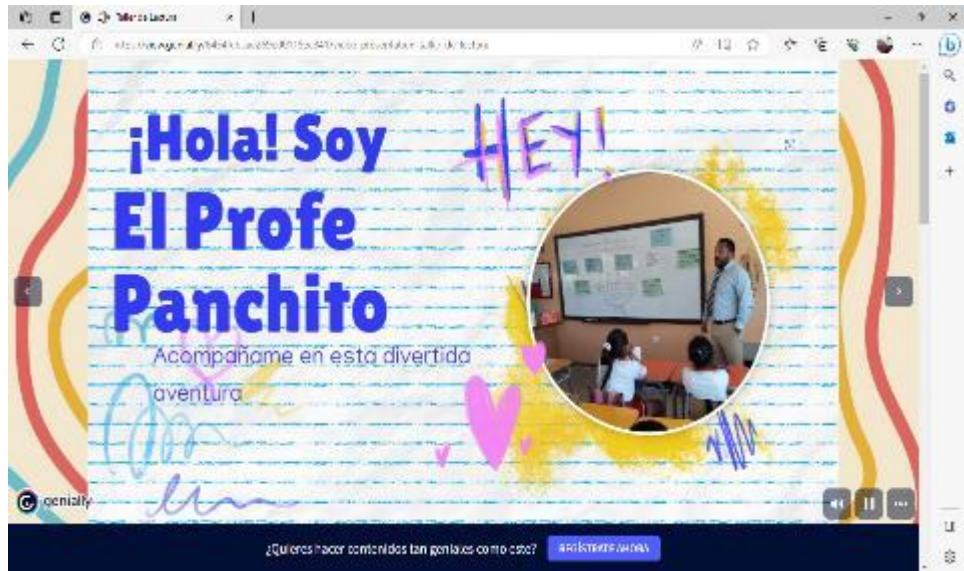 Taller de Lectura
¡Hola! Soy
El Profe
Panchito
HEY!
Acompañame en esta divertida
aventura
genially
¿Quieres hacer contenidos tan geniales como este?
REGÍSTRATE AHORA